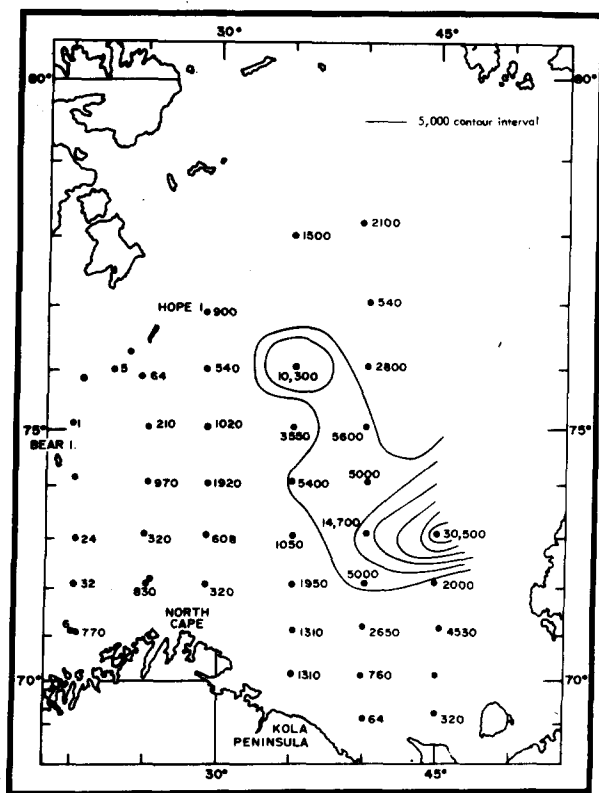 30° 45°
80° 80°
5,000 contour interval
2100
1500
HOPE I. 900 540
5 64 540 10,300 2800
75° 1 210 1020 3550 5600 75°
BEAR I.
970 1920 5400 5000
24 320 608 1050 14,700 30,500
32 830 320 1950 5000 2000
NORTH
CAPE
6 770 1310 2650 4530
70° 1310 760 70°
KOLA
PENINSULA
64 320
30° 45°